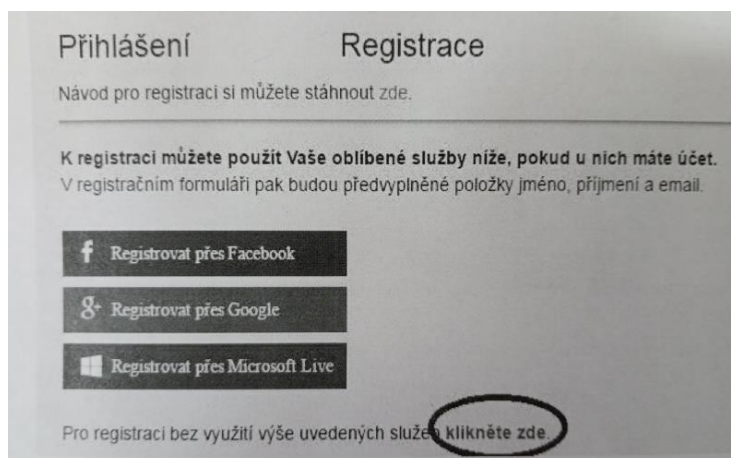 Přihlášení Registrace
Návod pro registraci si můžete stáhnout zde.
K registraci můžete použít Vaše oblíbené služby níže, pokud u nich máte účet.
V registračním formuláři pak budou předvyplněné položky jméno, příjmení a email.
f Registrovat přes Facebook
g+ Registrovat přes Google
Registrovat přes Microsoft Live
Pro registraci bez využití výše uvedených služeb klikněte zde.